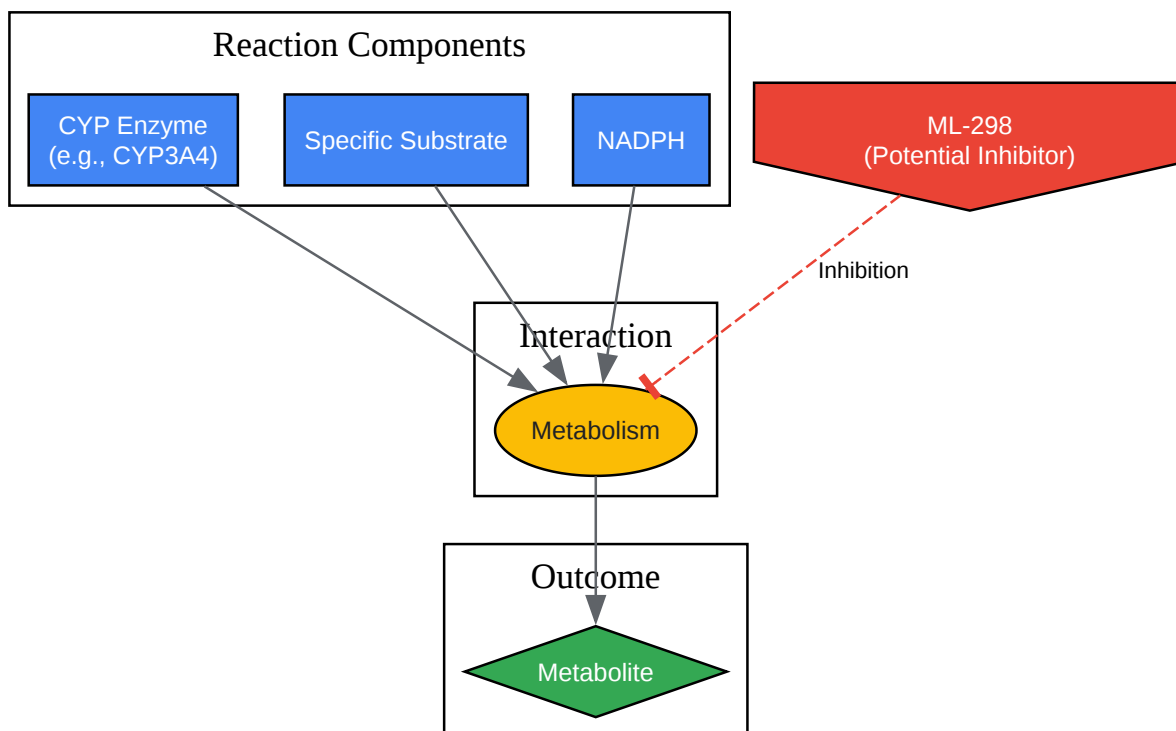 Reaction Components
CYP Enzyme
(e.g., CYP3A4)
Specific Substrate
NADPH
ML-298
(Potential Inhibitor)
Inhibition
Interaction
Metabolism
Outcome
Metabolite